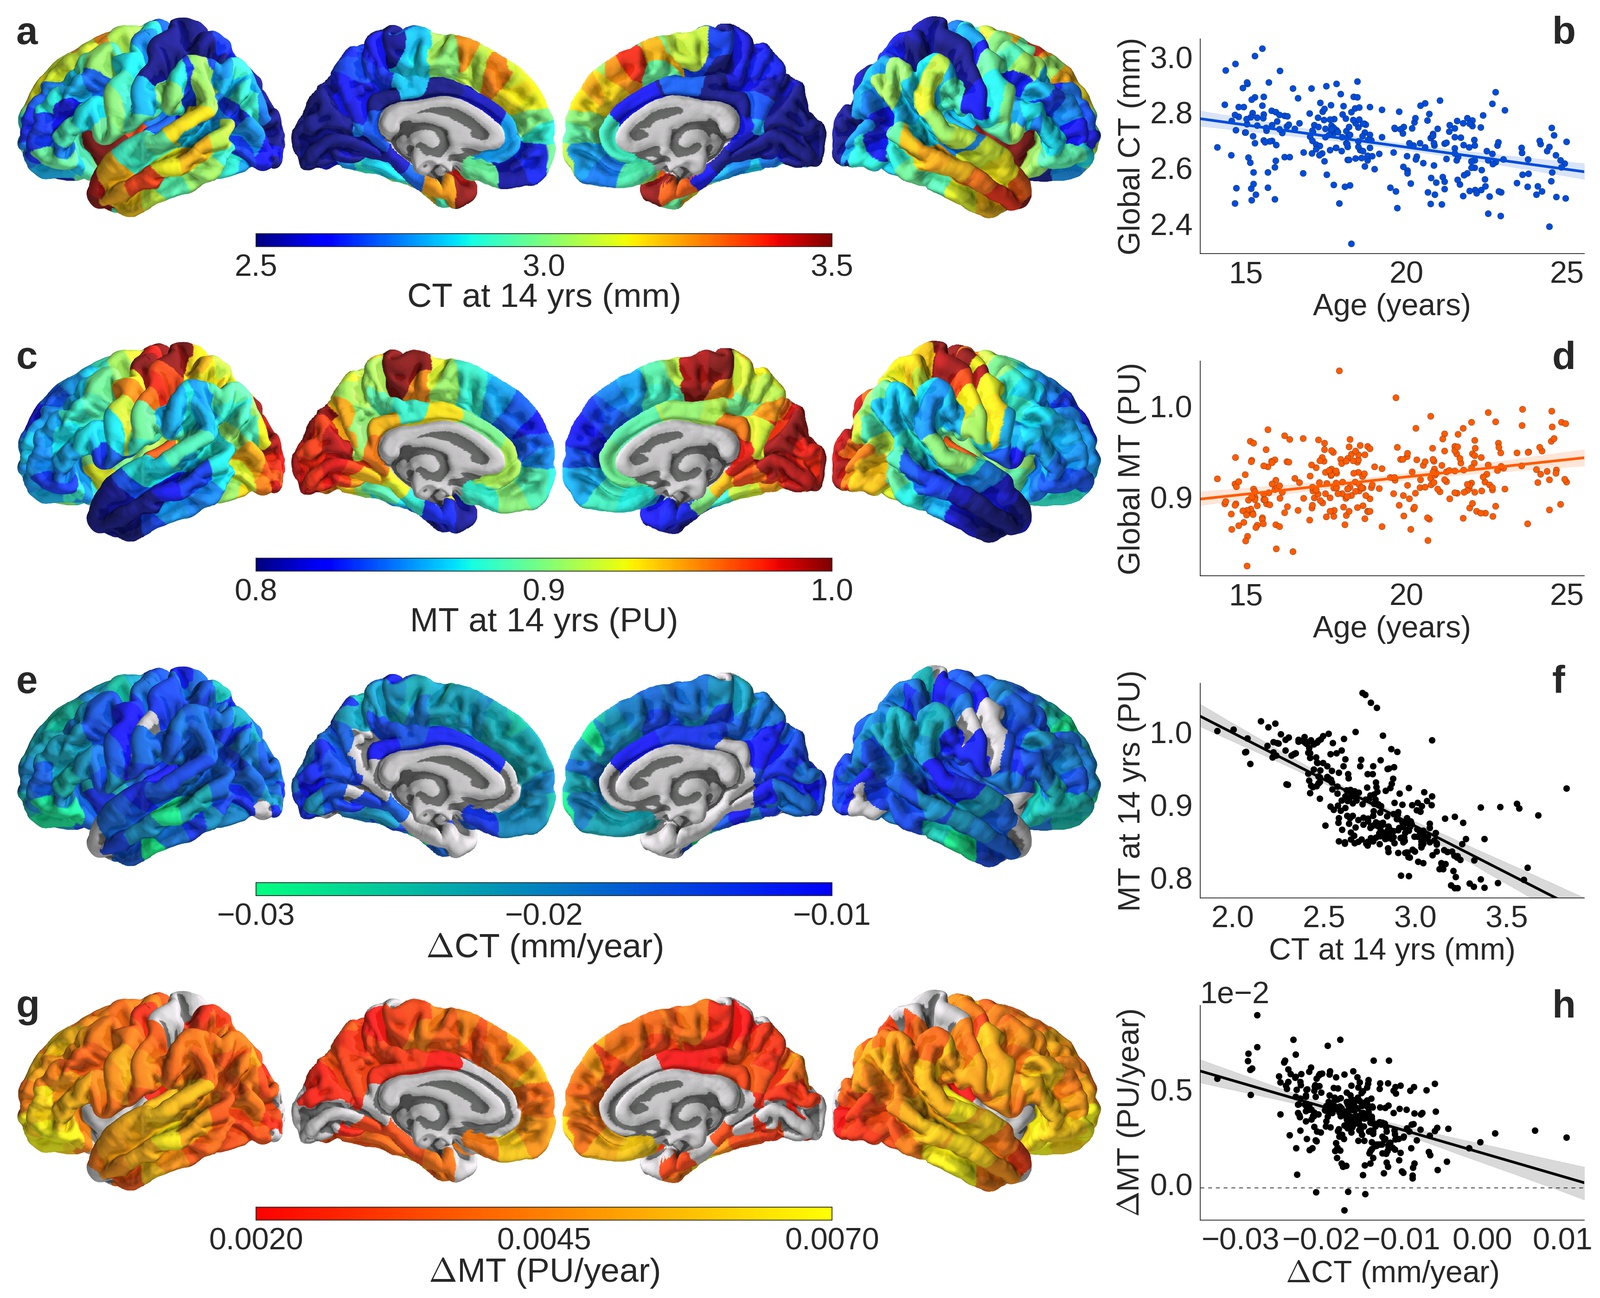 a
2.5 3.0 3.5
CT at 14 yrs (mm)
b
Global CT (mm)
3.0
2.8
2.6
2.4
15 20 25
Age (years)
c
0.8 0.9 1.0
MT at 14 yrs (PU)
d
Global MT (PU)
1.0
0.9
15 20 25
Age (years)
e
−0.03 −0.02 −0.01
ΔCT (mm/year)
f
MT at 14 yrs (PU)
1.0
0.9
0.8
2.0 2.5 3.0 3.5
CT at 14 yrs (mm)
g
0.0020 0.0045 0.0070
ΔMT (PU/year)
h
1e−2
ΔMT (PU/year)
0.5
0.0
−0.03 −0.02 −0.01 0.00 0.01
ΔCT (mm/year)